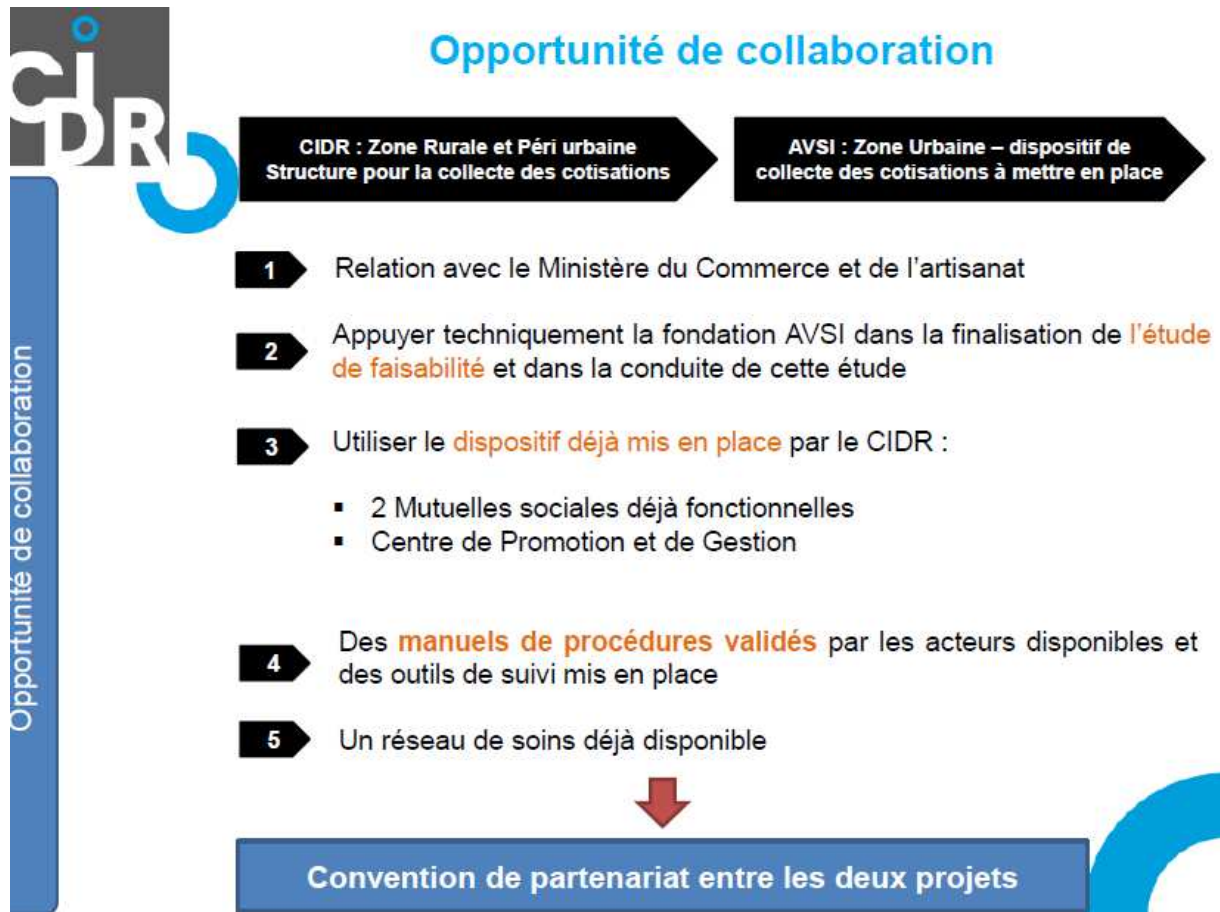 CiDR
Opportunité de collaboration
CIDR : Zone Rurale et Péri urbaine
Structure pour la collecte des cotisations
AVSI : Zone Urbaine – dispositif de
collecte des cotisations à mettre en place
1 Relation avec le Ministère du Commerce et de l'artisanat
2 Appuyer techniquement la fondation AVSI dans la finalisation de l'étude
de faisabilité et dans la conduite de cette étude
3 Utiliser le dispositif déjà mis en place par le CIDR :
▪ 2 Mutuelles sociales déjà fonctionnelles
▪ Centre de Promotion et de Gestion
4 Des manuels de procédures validés par les acteurs disponibles et
des outils de suivi mis en place
5 Un réseau de soins déjà disponible
Convention de partenariat entre les deux projets
Opportunité de collaboration